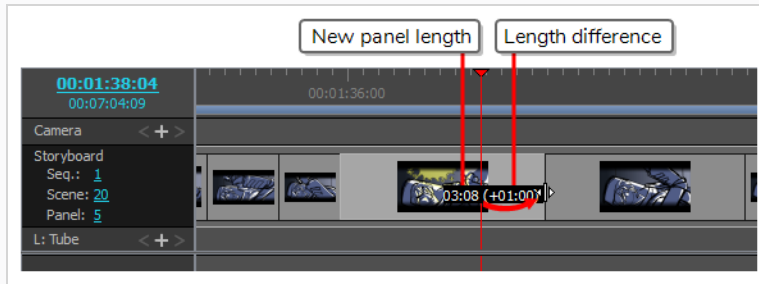 New panel length
Length difference
00:01:38:04
00:07:04:09
00:01:36:00
Camera < + >
Storyboard
Seq.: 1
Scene: 20
Panel: 5
03:08 (+01:00)
L: Tube < + >